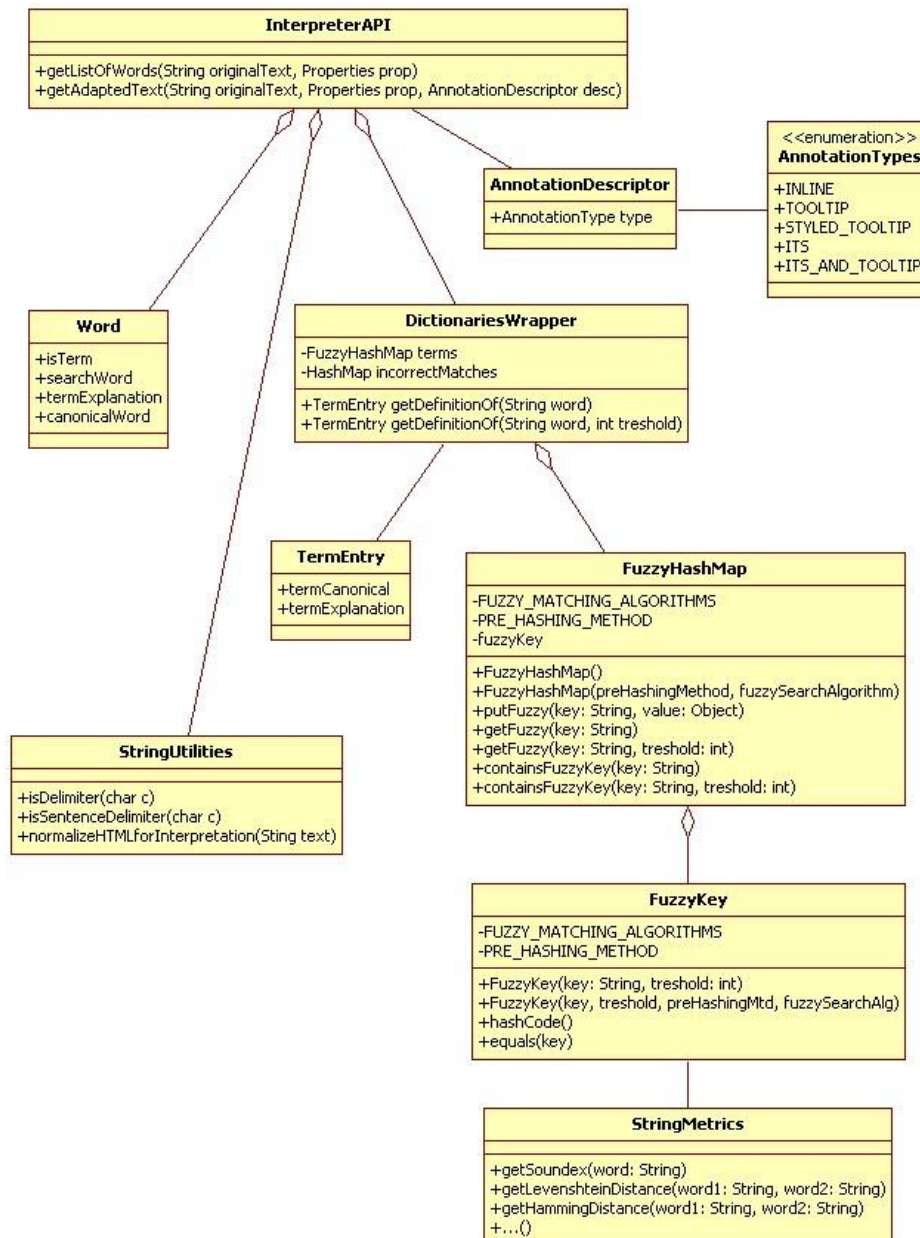 InterpreterAPI
+getListOfWords(String originalText, Properties prop)
+getAdaptedText(String originalText, Properties prop, AnnotationDescriptor desc)
<<enumeration>>
AnnotationTypes
+INLINE
+TOOLTIP
+STYLED_TOOLTIP
+ITS
+ITS_AND_TOOLTIP
AnnotationDescriptor
+AnnotationType type
Word
+isTerm
+searchWord
+termExplanation
+canonicalWord
DictionariesWrapper
-FuzzyHashMap terms
-HashMap incorrectMatches
+TermEntry getDefinitionOf(String word)
+TermEntry getDefinitionOf(String word, int treshold)
TermEntry
+termCanonical
+termExplanation
FuzzyHashMap
-FUZZY_MATCHING_ALGORITHMS
-PRE_HASHING_METHOD
-fuzzyKey
+FuzzyHashMap()
+FuzzyHashMap(preHashingMethod, fuzzySearchAlgorithm)
+putFuzzy(key: String, value: Object)
+getFuzzy(key: String)
+getFuzzy(key: String, treshold: int)
+containsFuzzyKey(key: String)
+containsFuzzyKey(key: String, treshold: int)
StringUtilities
+isDelimiter(char c)
+isSentenceDelimiter(char c)
+normalizeHTMLforInterpretation(Sting text)
FuzzyKey
-FUZZY_MATCHING_ALGORITHMS
-PRE_HASHING_METHOD
+FuzzyKey(key: String, treshold: int)
+FuzzyKey(key, treshold, preHashingMtd, fuzzySearchAlg)
+hashCode()
+equals(key)
StringMetrics
+getSoundex(word: String)
+getLevenshteinDistance(word1: String, word2: String)
+getHammingDistance(word1: String, word2: String)
+...()